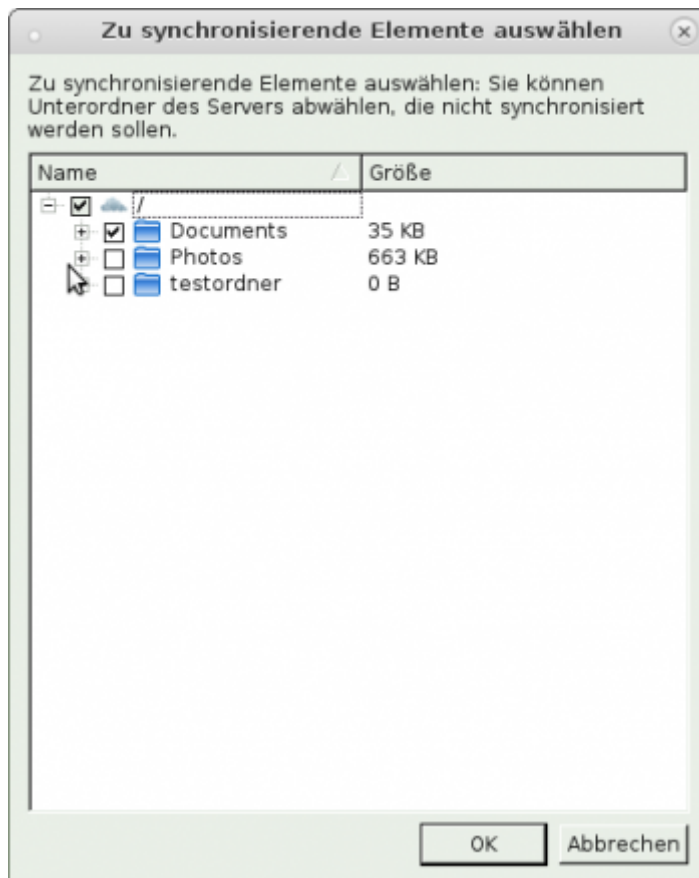 Zu synchronisierende Elemente auswählen
Zu synchronisierende Elemente auswählen: Sie können
Unterordner des Servers abwählen, die nicht synchronisiert
werden sollen.
Name Größe
/
Documents 35 KB
Photos 663 KB
testordner 0 B
OK Abbrechen